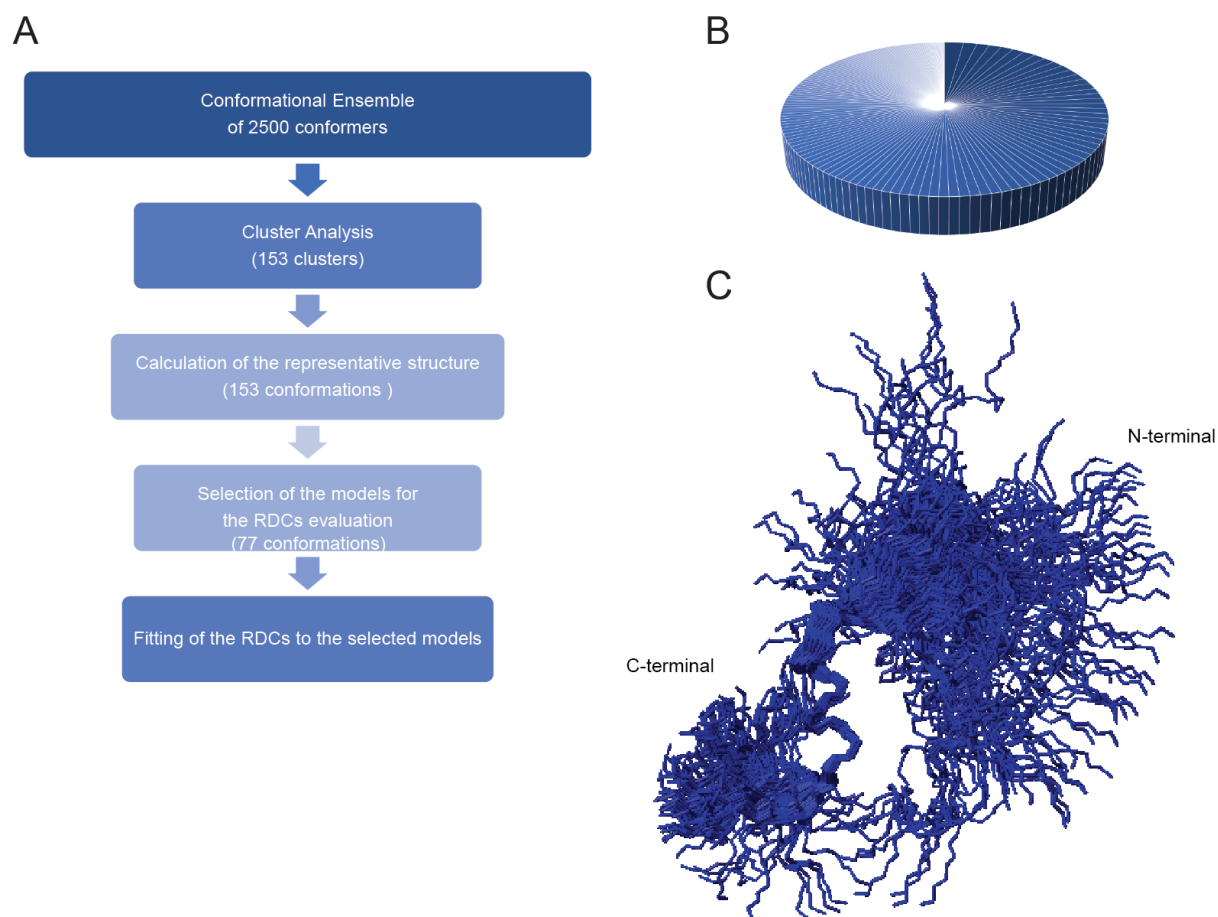 A
Conformational Ensemble
of 2500 conformers
Cluster Analysis
(153 clusters)
Calculation of the representative structure
(153 conformations )
Selection of the models for
the RDCs evaluation
(77 conformations)
Fitting of the RDCs to the selected models
B
C
N-terminal
C-terminal